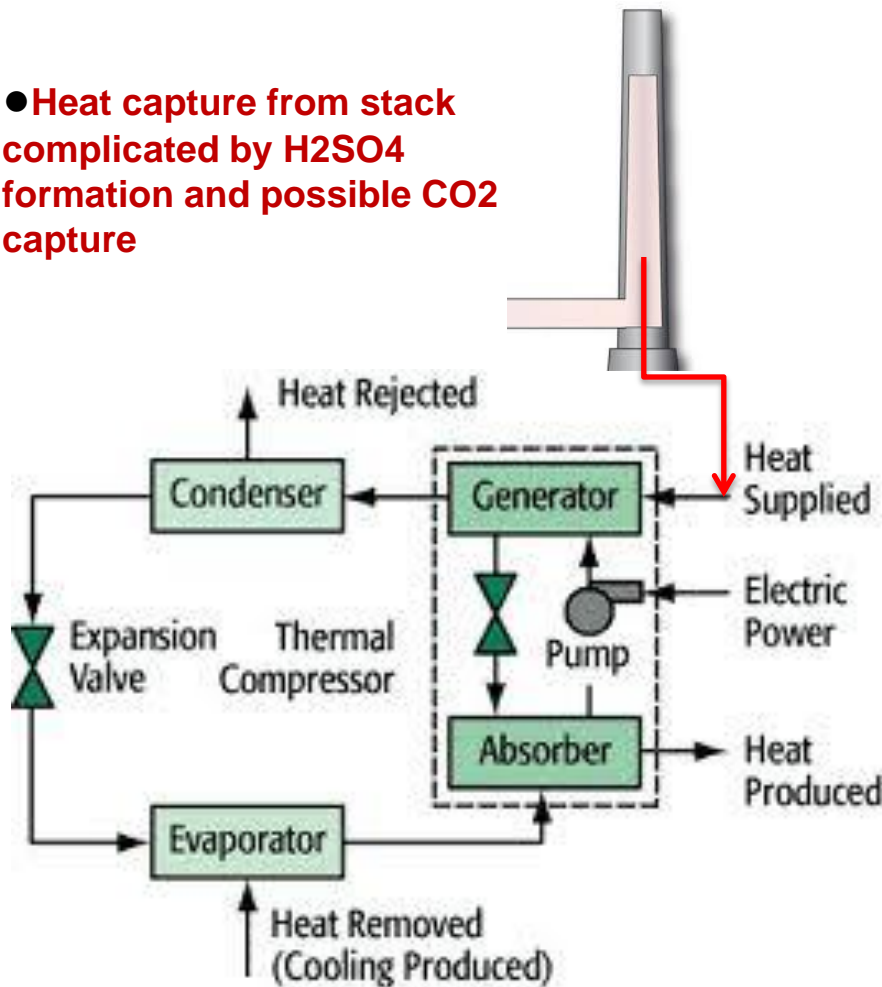 ●Heat capture from stack
complicated by H2SO4
formation and possible CO2
capture
Heat Rejected
Condenser
Generator
Heat
Supplied
Electric
Power
Expansion
Valve
Thermal
Compressor
Pump
Absorber
Heat
Produced
Evaporator
Heat Removed
(Cooling Produced)